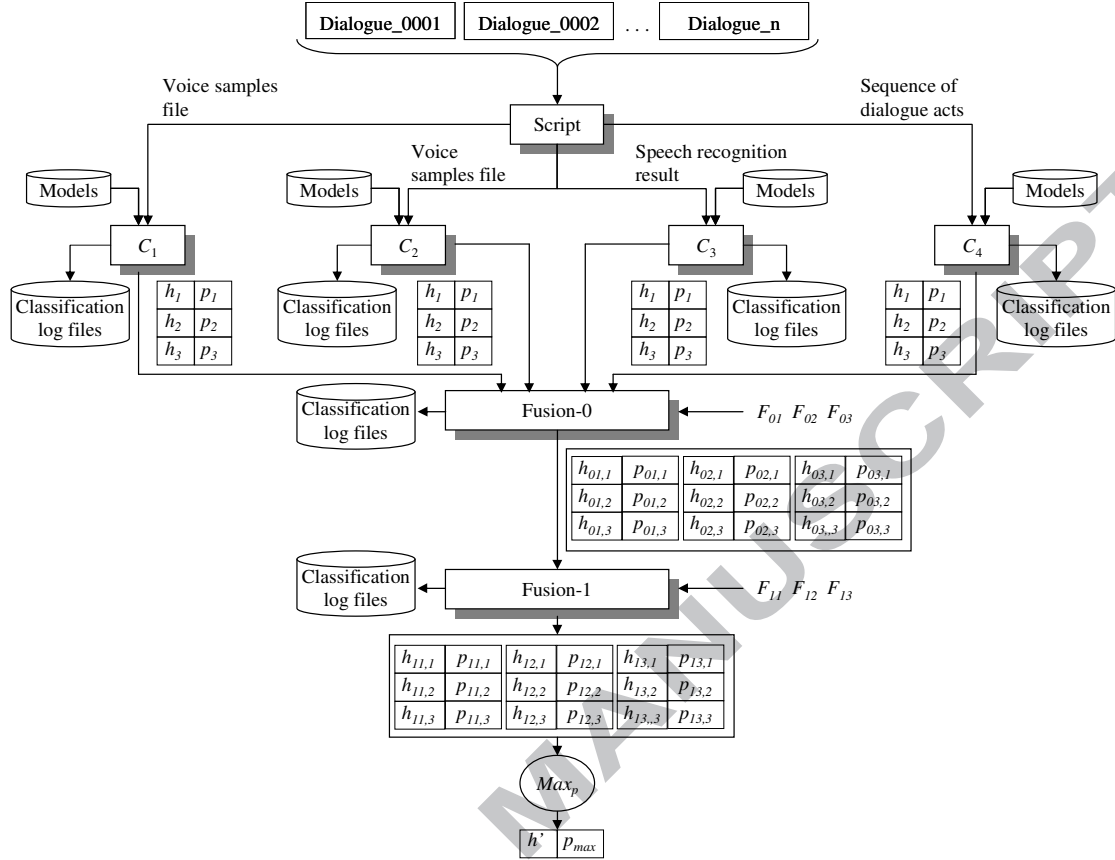 Dialogue_0001 Dialogue_0002 . . . Dialogue_n
Voice samples
file
Sequence of
dialogue acts
Script
Voice
samples file
Speech recognition
result
Models
Models
Models
Models
C1
C2
C3
C4
Classification
log files
Classification
log files
Classification
log files
Classification
log files
h1 p1
h2 p2
h3 p3
h1 p1
h2 p2
h3 p3
h1 p1
h2 p2
h3 p3
h1 p1
h2 p2
h3 p3
Classification
log files
Fusion-0
F01 F02 F03
h01,1 p01,1 h02,1 p02,1 h03,1 p03,1
h01,2 p01,2 h02,2 p02,2 h03,2 p03,2
h01,3 p01,3 h02,3 p02,3 h03,,3 p03,3
Classification
log files
Fusion-1
F11 F12 F13
h11,1 p11,1 h12,1 p12,1 h13,1 p13,1
h11,2 p11,2 h12,2 p12,2 h13,2 p13,2
h11,3 p11,3 h12,3 p12,3 h13,,3 p13,3
Maxp
h' pmax
MANUSCRIPT